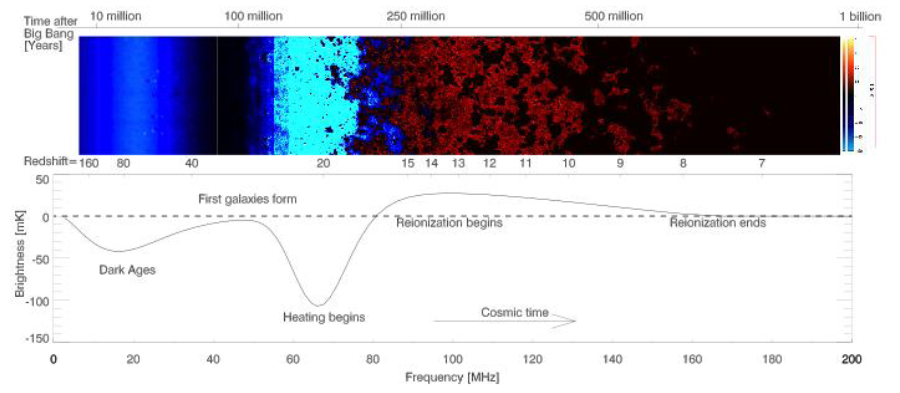 Time after
Big Bang
[Years]
10 million 100 million 250 million 500 million 1 billion
Redshift= 160 80 40 20 15 14 13 12 11 10 9 8 7
50
First galaxies form
0
Reionization begins Reionization ends
Brightness [mK]
-50
Dark Ages
-100
Heating begins Cosmic time
-150
0 20 40 60 80 100 120 140 160 180 200
Frequency [MHz]